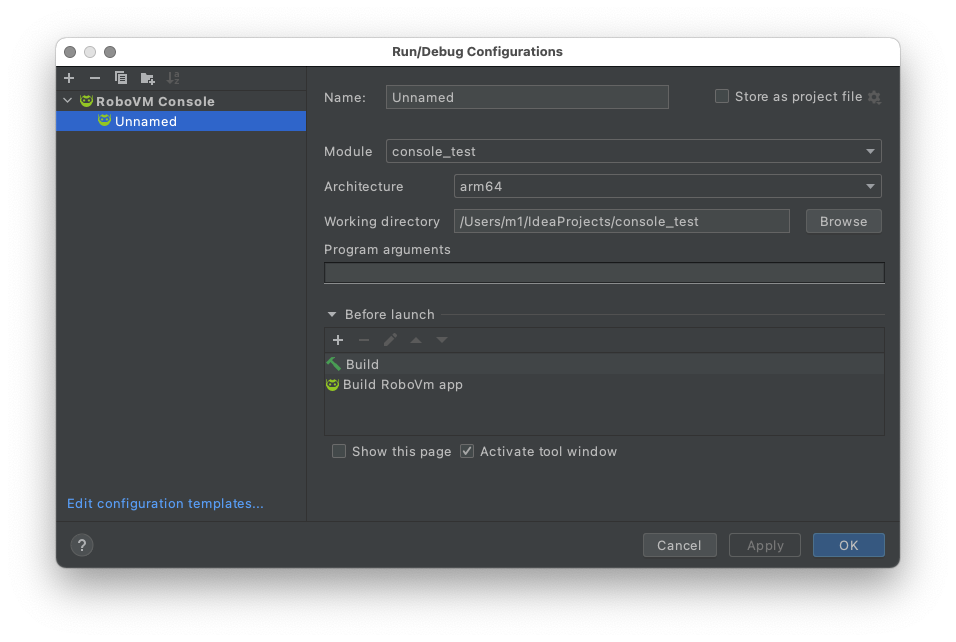 Run/Debug Configurations
RoboVM Console
Unnamed
Edit configuration templates...
Name: Unnamed Store as project file
Module console_test
Architecture arm64
Working directory /Users/m1/IdeaProjects/console_test Browse
Program arguments
Before launch
Build
Build RoboVm app
Show this page Activate tool window
? Cancel Apply OK